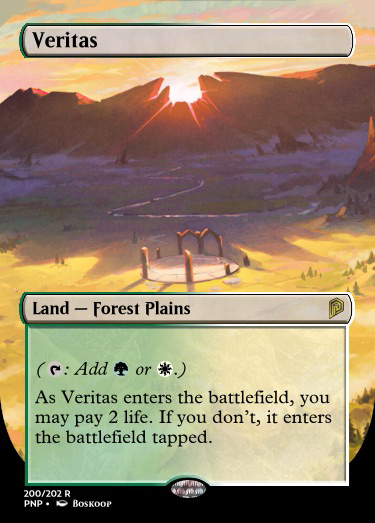 Veritas
Land — Forest Plains
( : Add or .)
As Veritas enters the battlefield, you
may pay 2 life. If you don't, it enters
the battlefield tapped.
200/202 R
PNP • Boskoop